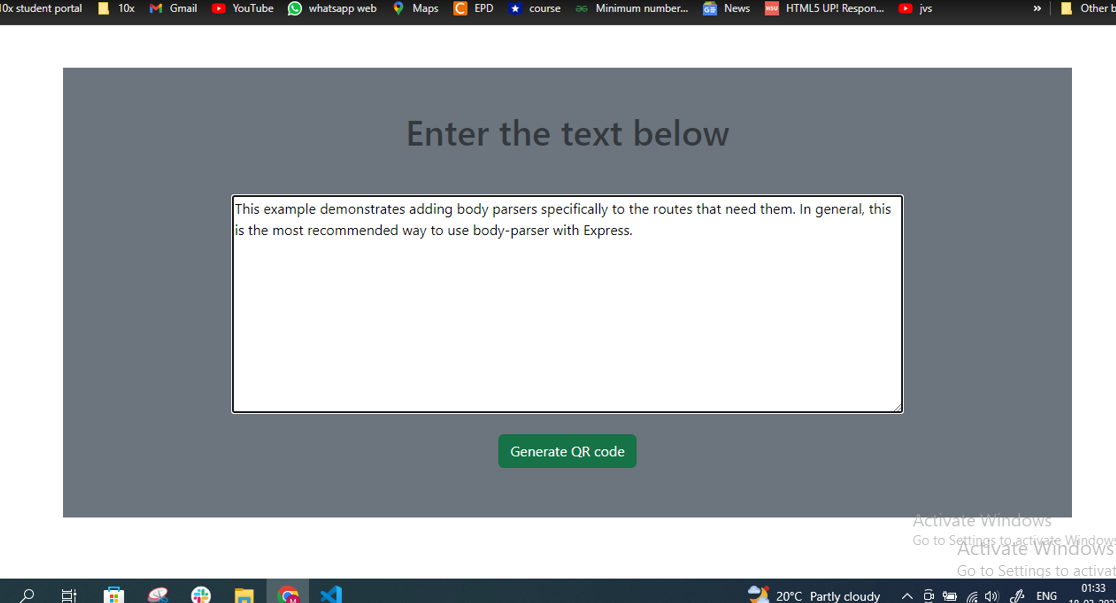 10x student portal 10x Gmail YouTube whatsapp web Maps EPD course Minimum number... News HTML5 UP! Respon... jvs » Other b
Enter the text below
This example demonstrates adding body parsers specifically to the routes that need them. In general, this
is the most recommended way to use body-parser with Express.
Generate QR code
Activate Windows
Go to Settings to activate Windows
Activate Windows
Go to Settings to activat
20°C Partly cloudy ENG 01:33